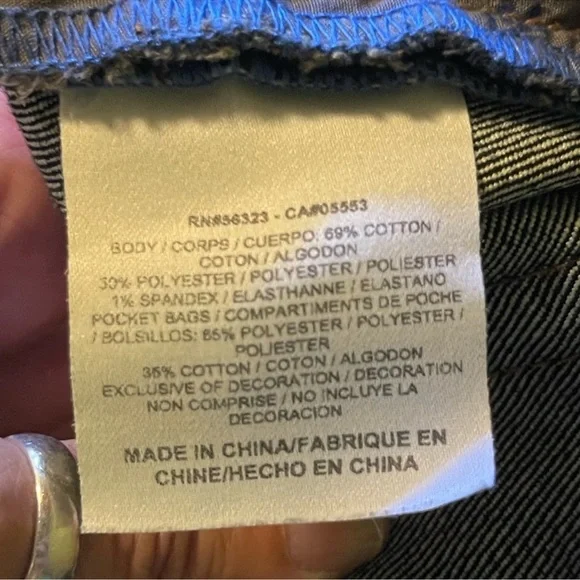 RN#56323 - CA#05553
BODY / CORPS / CUERPO: 69% COTTON /
COTON / ALGODON
30% POLYESTER / POLYESTER / POLIESTER
1% SPANDEX / ELASTHANNE / ELASTANO
POCKET BAGS / COMPARTIMENTS DE POCHE
/ BOLSILLOS: 65% POLYESTER / POLYESTER /
POLIESTER
35% COTTON / COTON / ALGODON
EXCLUSIVE OF DECORATION / DECORATION
NON COMPRISE / NO INCLUYE LA
DECORACION
MADE IN CHINA/FABRIQUE EN
CHINE/HECHO EN CHINA